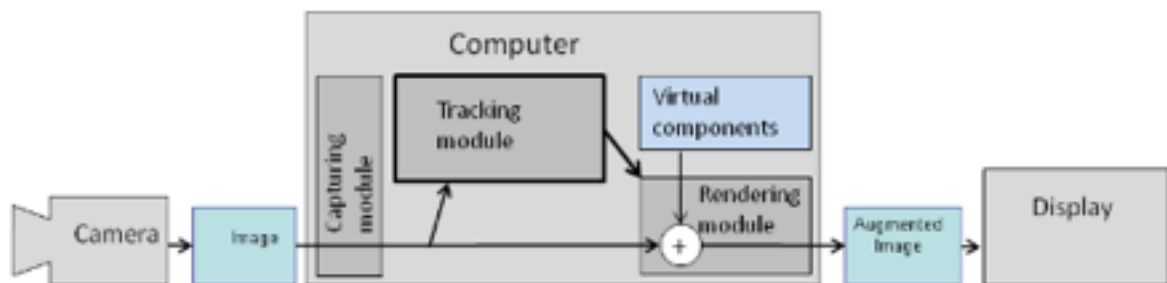 Computer
Capturing
module
Tracking
module
Virtual
components
Rendering
module
Camera
Image
+
Augmented
Image
Display